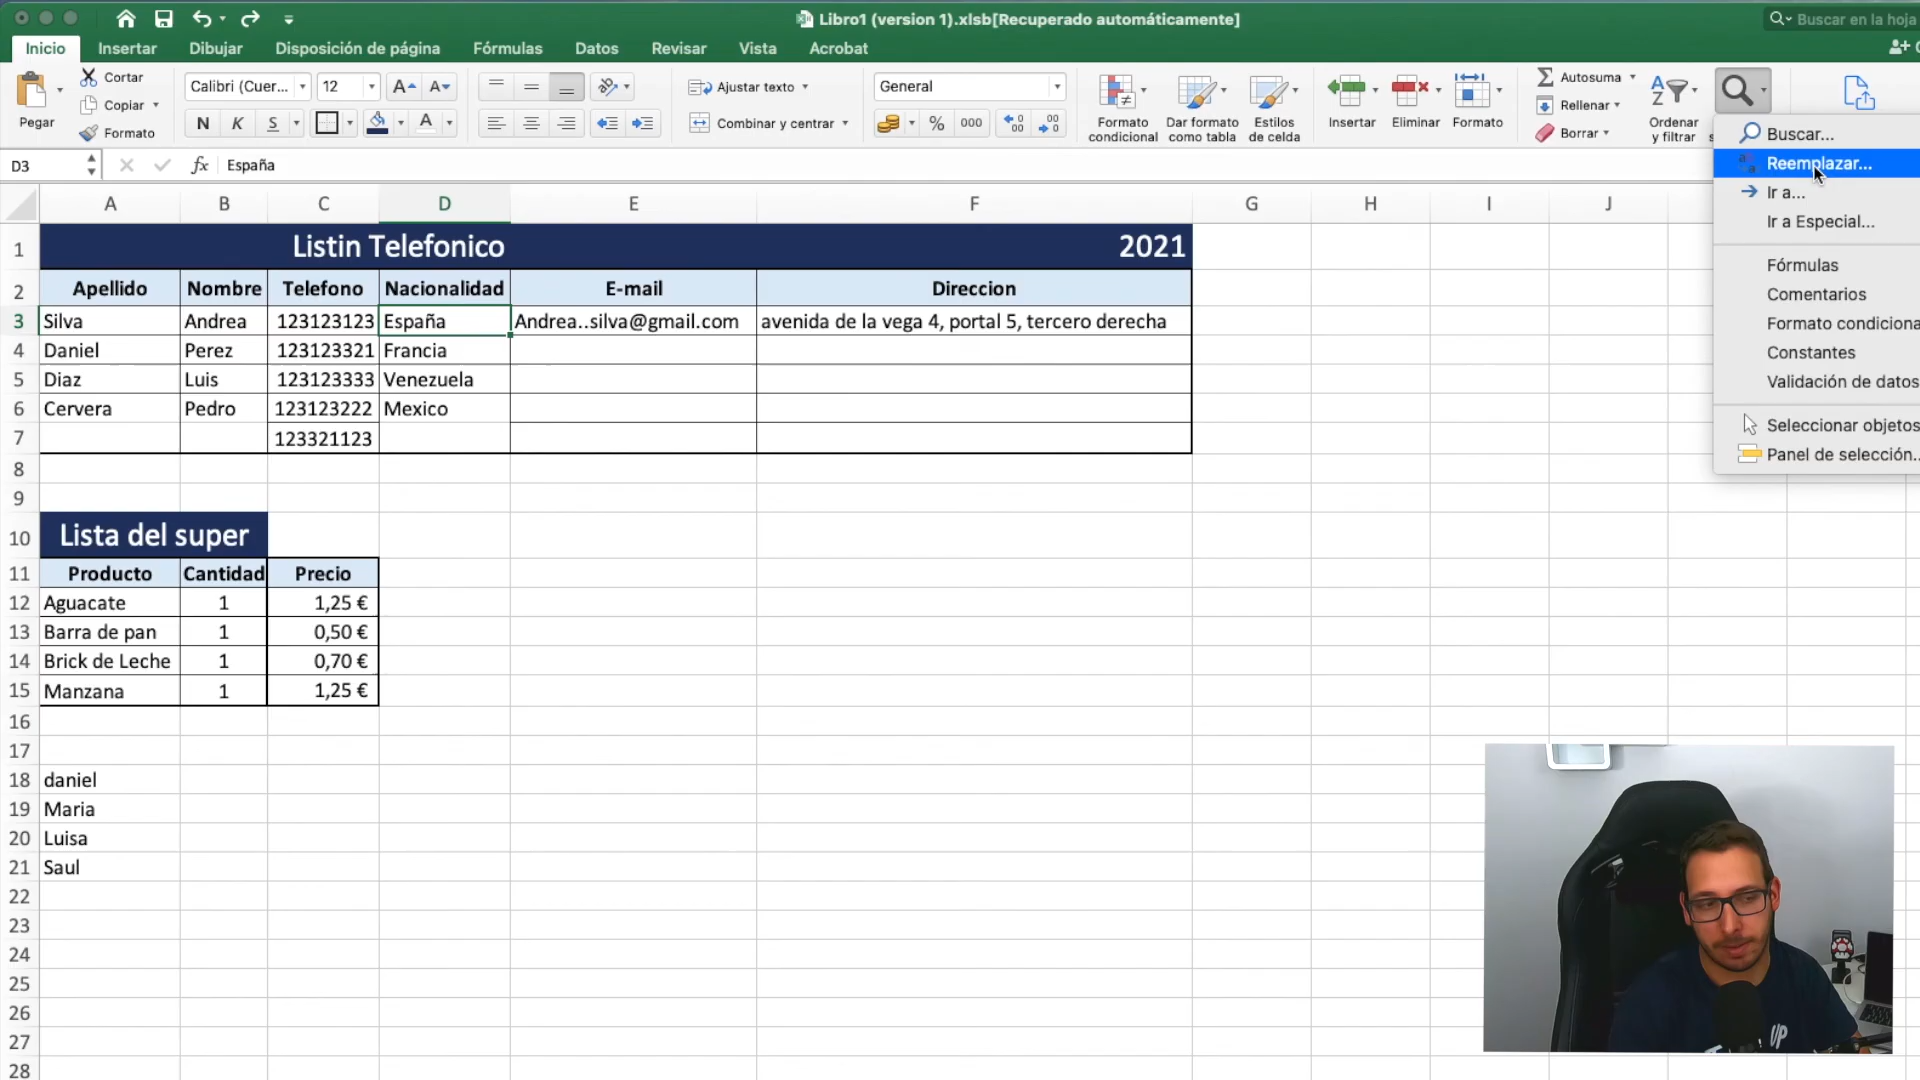 Libro1 (version 1).xlsb[Recuperado automáticamente]
Buscar en la hoja
Inicio
Insertar
Dibujar
Disposición de página
Fórmulas
Datos
Revisar
Vista
Acrobat
Pegar
Cortar
Copiar
Formato
Calibri (Cuer...
12
N K S
Ajustar texto
Combinar y centrar
General
% 000
Formato
condicional
Dar formato
como tabla
Estilos
de celda
Insertar
Eliminar
Formato
Autosuma
Rellenar
Borrar
Ordenar
y filtrar
Buscar...
Reemplazar...
Ir a...
Ir a Especial...
Fórmulas
Comentarios
Formato condiciona
Constantes
Validación de datos
Seleccionar objetos
Panel de selección..
D3
fx España
A B C D E F G H I J
1 Listin Telefonico 2021
2 Apellido Nombre Telefono Nacionalidad E-mail Direccion
3 Silva Andrea 123123123 España Andrea..silva@gmail.com avenida de la vega 4, portal 5, tercero derecha
4 Daniel Perez 123123321 Francia
5 Diaz Luis 123123333 Venezuela
6 Cervera Pedro 123123222 Mexico
7 123321123
8
9
10 Lista del super
11 Producto Cantidad Precio
12 Aguacate 1 1,25 €
13 Barra de pan 1 0,50 €
14 Brick de Leche 1 0,70 €
15 Manzana 1 1,25 €
16
17
18 daniel
19 Maria
20 Luisa
21 Saul
22
23
24
25
26
27
28
UP